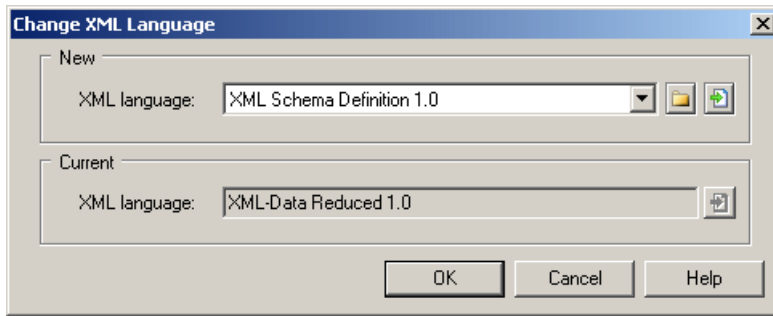 Change XML Language
New
XML language: XML Schema Definition 1.0
Current
XML language: XML-Data Reduced 1.0
OK Cancel Help